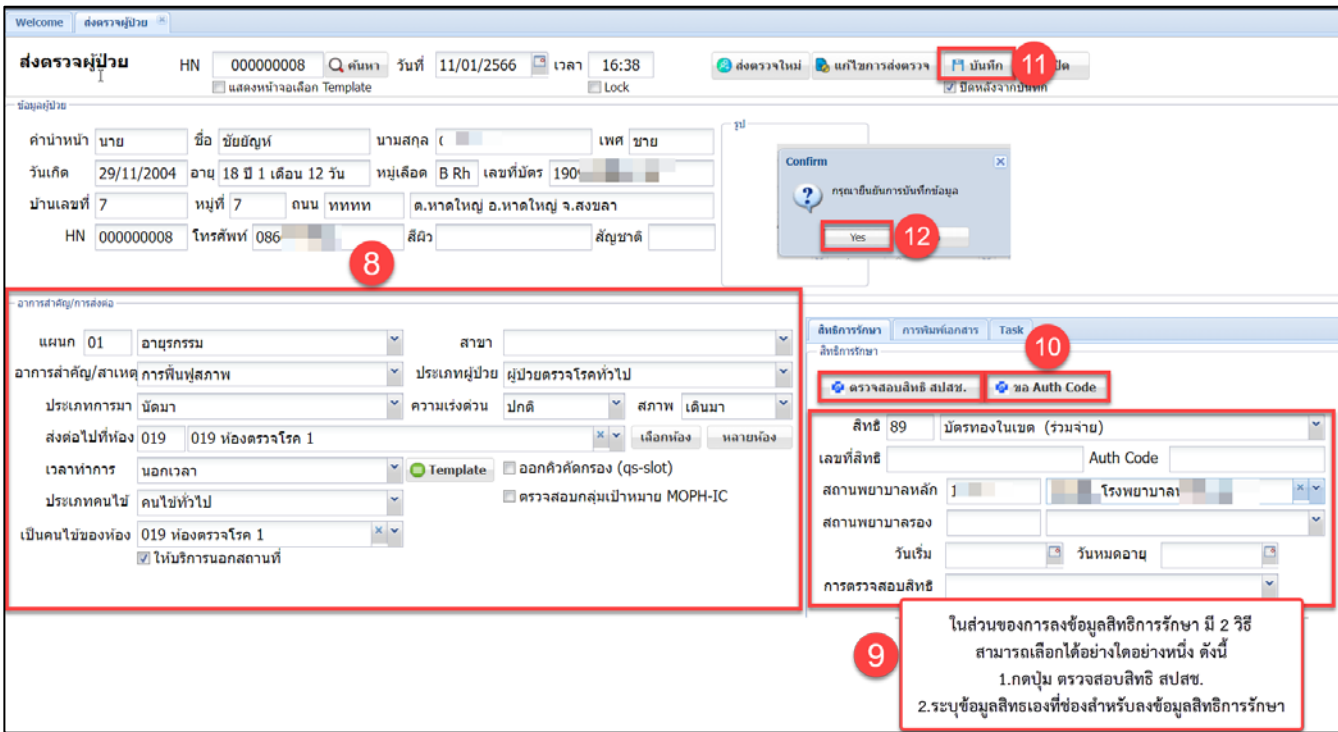 Welcome ส่งตรวจผู้ป่วย
ส่งตรวจผู้ป่วย HN 000000008 ค้นหา วันที่ 11/01/2566 เวลา 16:38 ส่งตรวจใหม่ แก้ไขการส่งตรวจ บันทึก 11
แสดงหน้าจอเลือก Template Lock ปิดหลังจากบันทึก
ข้อมูลผู้ป่วย
คำนำหน้า นาย ชื่อ ชัยยัญห์ นามสกุล เพศ ชาย
รูป
วันเกิด 29/11/2004 อายุ 18 ปี 1 เดือน 12 วัน หมู่เลือด B Rh เลขที่บัตร 190
บ้านเลขที่ 7 หมู่ที่ 7 ถนน ททททท ต.หาดใหญ่ อ.หาดใหญ่ จ.สงขลา
HN 000000008 โทรศัพท์ 086 สีผิว สัญชาติ
Confirm
กรุณายืนยันการบันทึกข้อมูล
Yes 12
8
อาการสำคัญ/การส่งต่อ
แผนก 01 อายุรกรรม สาขา
อาการสำคัญ/สาเหตุ การฟื้นฟูสภาพ ประเภทผู้ป่วย ผู้ป่วยตรวจโรคทั่วไป
ประเภทการมา นัดมา ความเร่งด่วน ปกติ สภาพ เดินมา
ส่งต่อไปที่ห้อง 019 019 ห้องตรวจโรค 1 เลือกห้อง หลายห้อง
เวลาทำการ นอกเวลา Template ออกคิวคัดกรอง (qs-slot)
ประเภทคนไข้ คนไข้ทั่วไป ตรวจสอบกลุ่มเป้าหมาย MOPH-IC
เป็นคนไข้ของห้อง 019 ห้องตรวจโรค 1
ให้บริการนอกสถานที่
สิทธิการรักษา การพิมพ์เอกสาร Task
สิทธิการรักษา 10
ตรวจสอบสิทธิ สปสช. ขอ Auth Code
สิทธิ 89 บัตรทองในเขต (ร่วมจ่าย)
เลขที่สิทธิ Auth Code
สถานพยาบาลหลัก 1 โรงพยาบาล
สถานพยาบาลรอง
วันเริ่ม วันหมดอายุ
การตรวจสอบสิทธิ
9
ในส่วนของการลงข้อมูลสิทธิการรักษา มี 2 วิธี
สามารถเลือกได้อย่างใดอย่างหนึ่ง ดังนี้
1.กดปุ่ม ตรวจสอบสิทธิ สปสช.
2.ระบุข้อมูลสิทธเองที่ช่องสำหรับลงข้อมูลสิทธิการรักษา